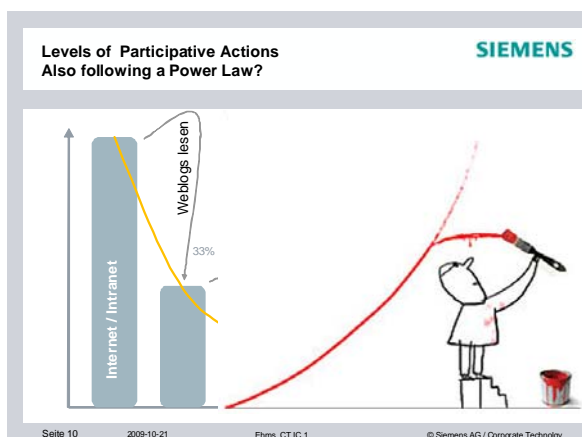 Levels of Participative Actions
Also following a Power Law?
SIEMENS
Weblogs lesen
33%
Internet / Intranet
Seite 10
2009-10-21
Ehms, CT IC 1
© Siemens AG / Corporate Technology